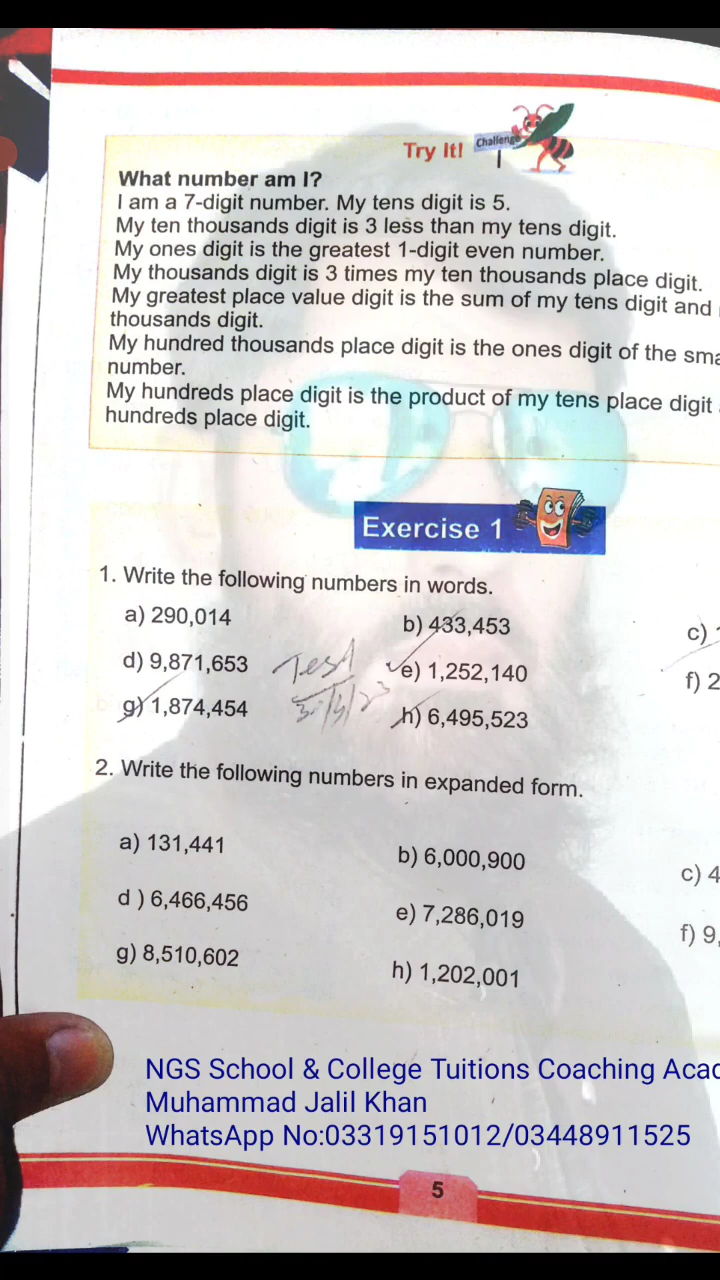 Try It!
Challenge
What number am I?
I am a 7-digit number. My tens digit is 5.
My ten thousands digit is 3 less than my tens digit.
My ones digit is the greatest 1-digit even number.
My thousands digit is 3 times my ten thousands place digit.
My greatest place value digit is the sum of my tens digit and
thousands digit.
My hundred thousands place digit is the ones digit of the sma
number.
My hundreds place digit is the product of my tens place digit
hundreds place digit.
Exercise 1
1. Write the following numbers in words.
a) 290,014 b) 433,453 c)
d) 9,871,653 Test e) 1,252,140 f) 2
g) 1,874,454 h) 6,495,523
2. Write the following numbers in expanded form.
a) 131,441 b) 6,000,900 c) 4
d ) 6,466,456 e) 7,286,019 f) 9,
g) 8,510,602 h) 1,202,001
NGS School & College Tuitions Coaching Acac
Muhammad Jalil Khan
WhatsApp No:03319151012/03448911525
5